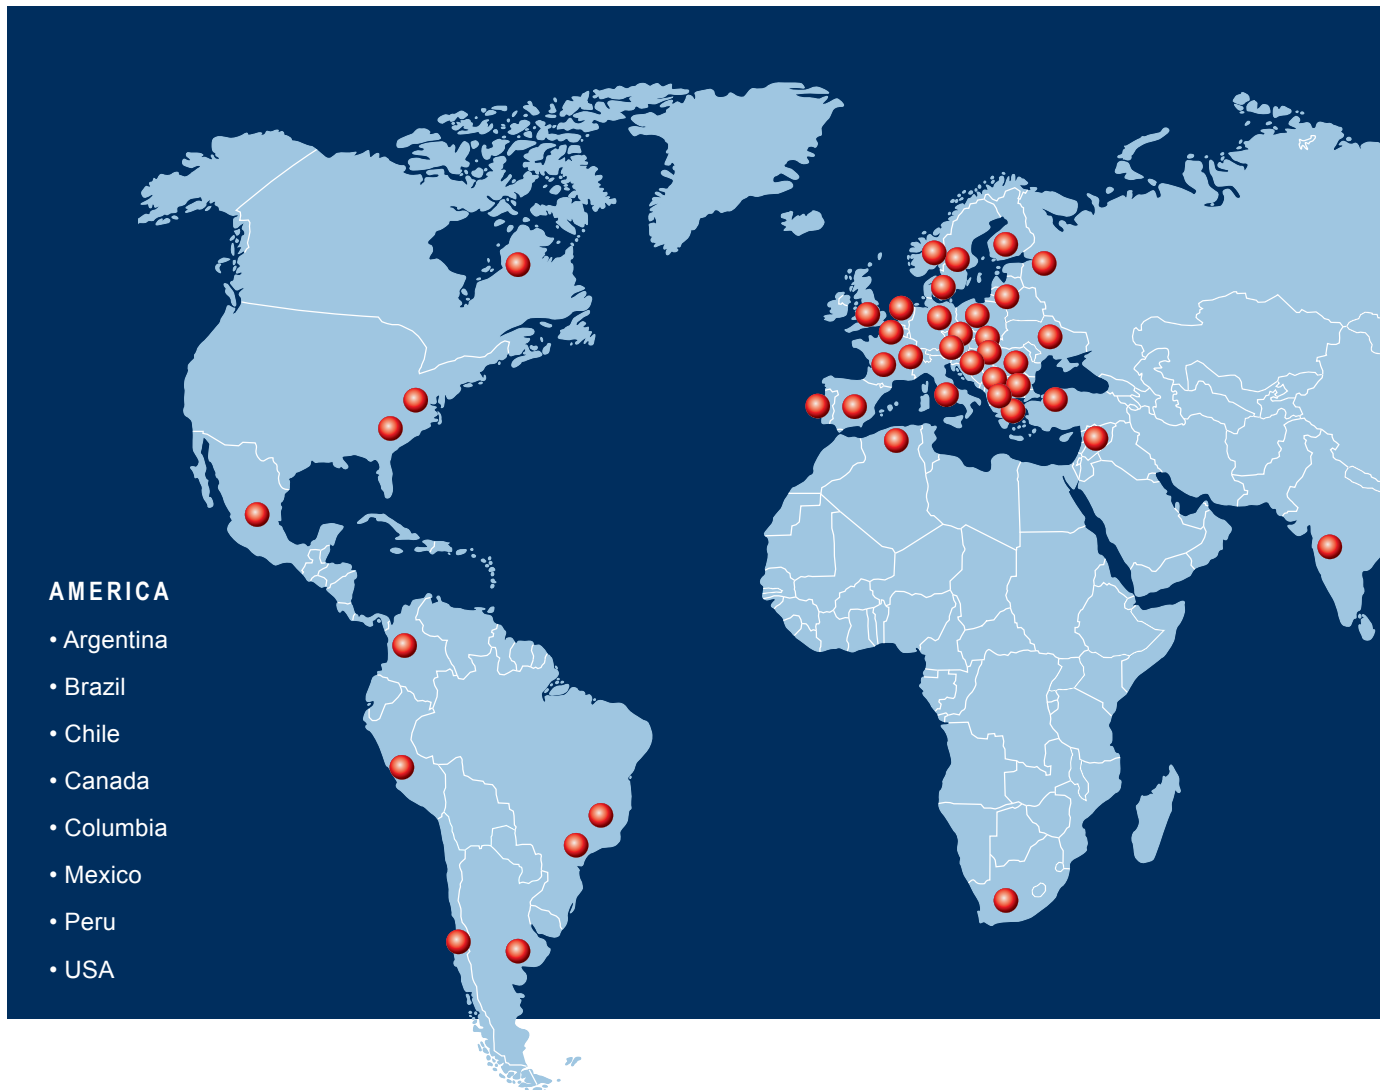 AMERICA
• Argentina
• Brazil
• Chile
• Canada
• Columbia
• Mexico
• Peru
• USA